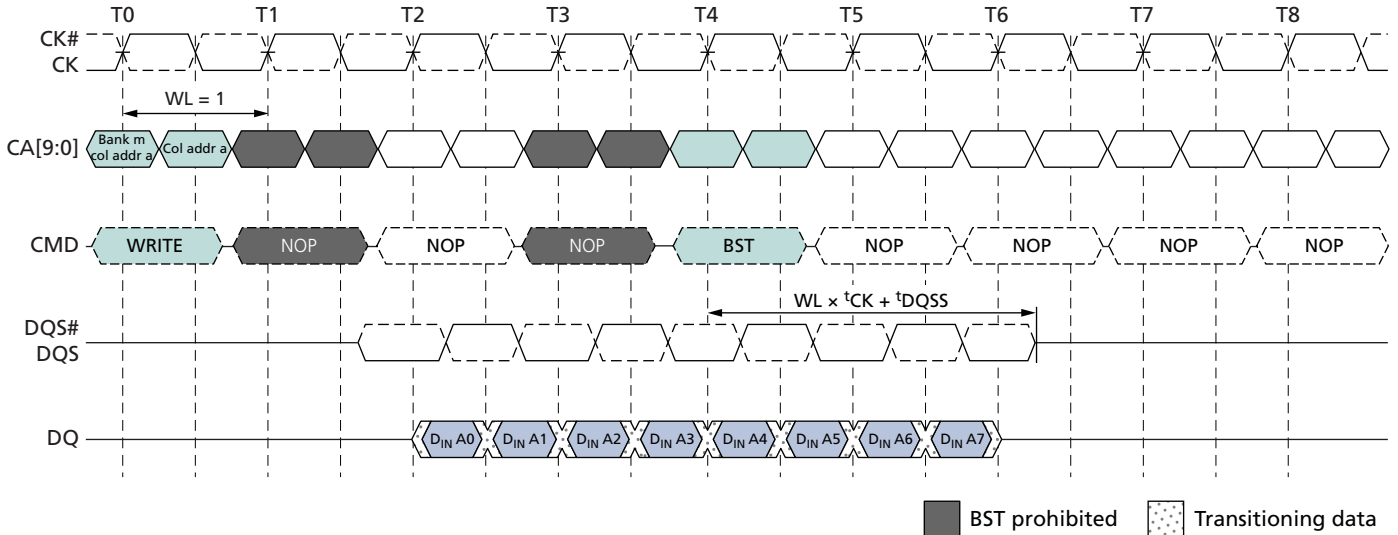 T0 T1 T2 T3 T4 T5 T6 T7 T8
CK#
CK
WL = 1
CA[9:0] Bank m col addr a Col addr a
CMD WRITE NOP NOP NOP BST NOP NOP NOP NOP
WL × tCK + tDQSS
DQS#
DQS
DQ DIN A0 DIN A1 DIN A2 DIN A3 DIN A4 DIN A5 DIN A6 DIN A7
BST prohibited Transitioning data